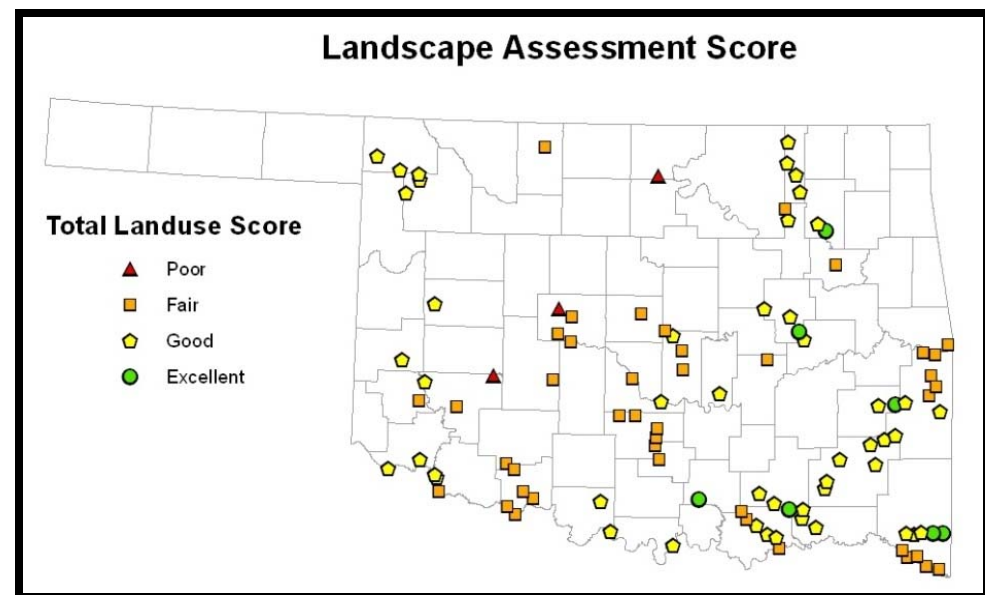 Landscape Assessment Score
Total Landuse Score
Poor
Fair
Good
Excellent